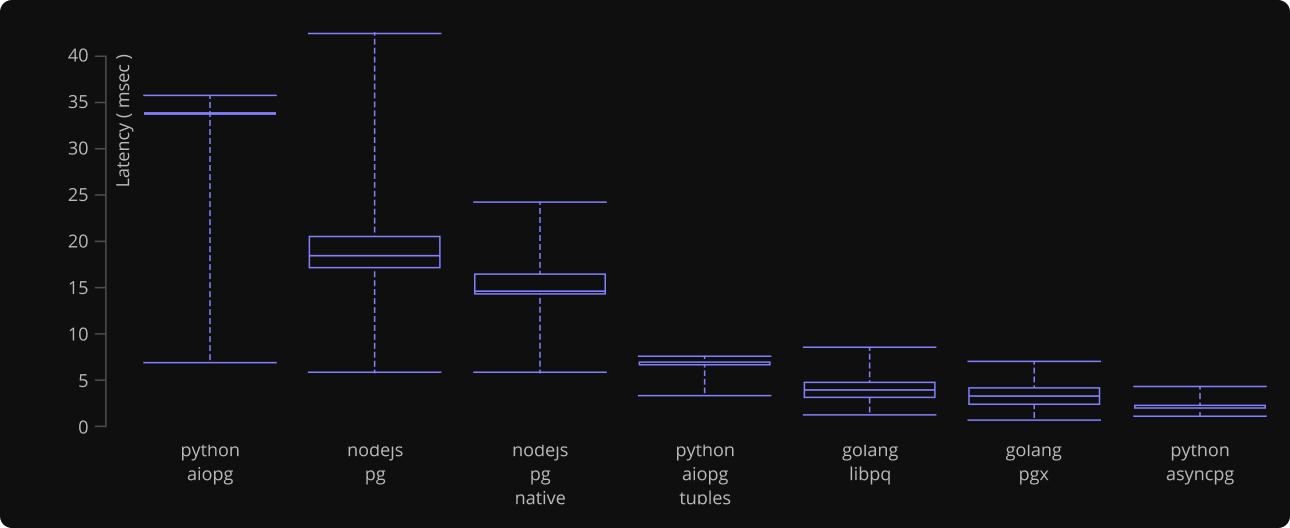 Latency ( msec )
40
35
30
25
20
15
10
5
0
python
aiopg
nodejs
pg
nodejs
pg
native
python
aiopg
tuples
golang
libpq
golang
pgx
python
asyncpg